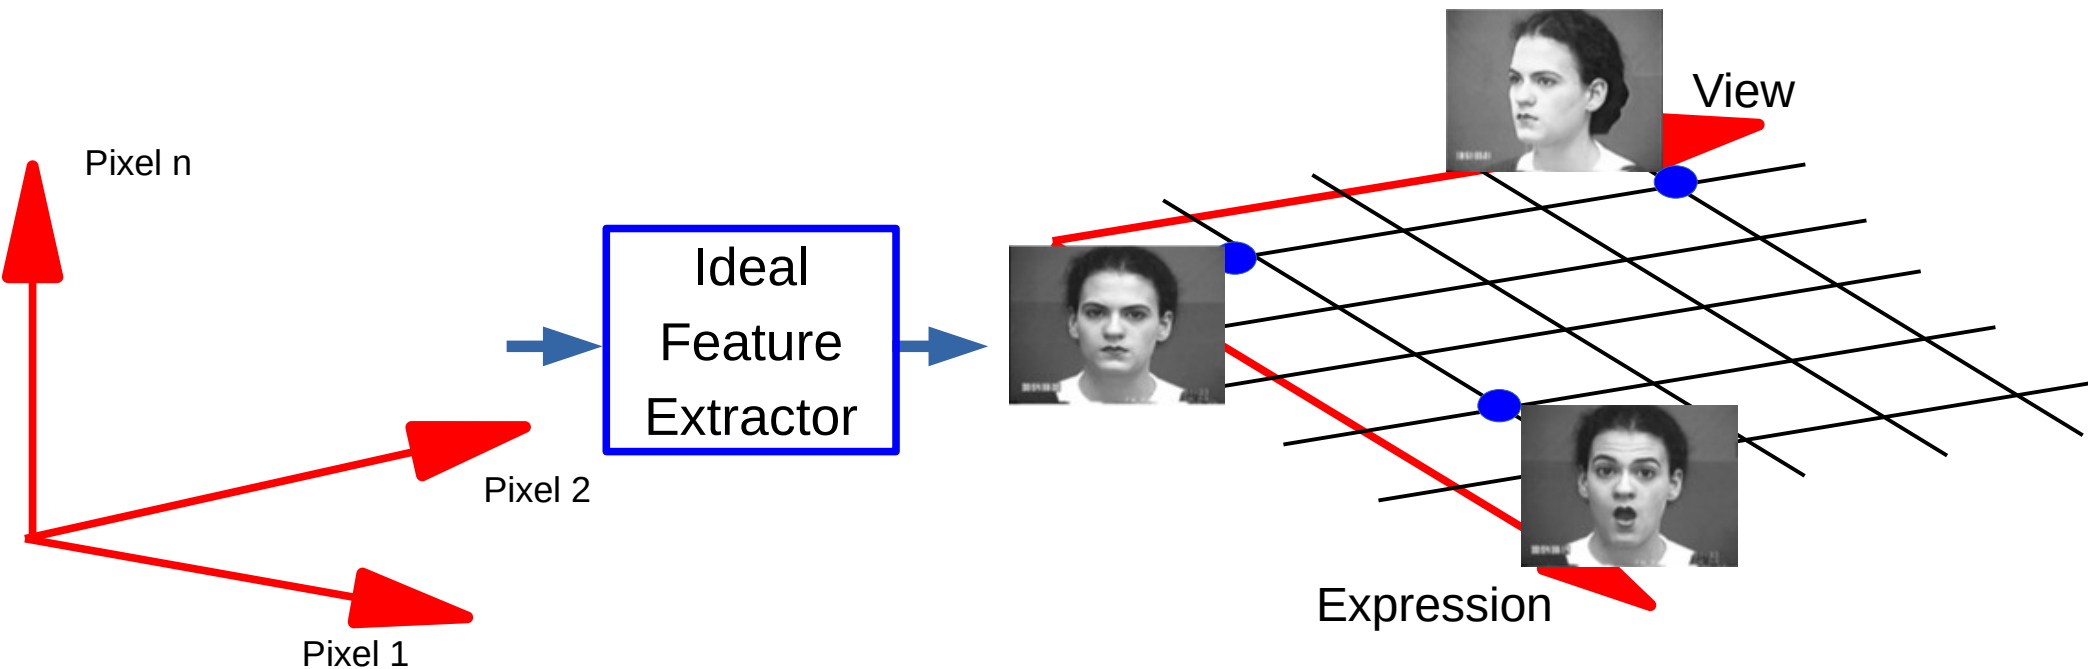 Pixel n
Pixel 2
Pixel 1
Ideal
Feature
Extractor
View
Expression